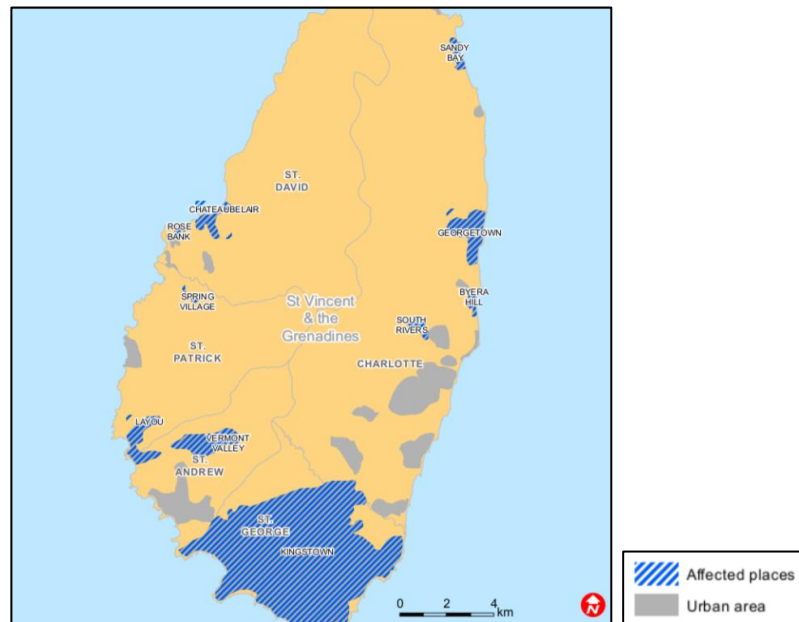 SANDY
BAY
ST.
DAVID
CHATEAUBELAIR
ROSE
BANK
GEORGETOWN
SPRING
VILLAGE
BYERA
HILL
St Vincent
& the
Grenadines
SOUTH
RIVERS
ST.
PATRICK
CHARLOTTE
LAYOU
VERMONT
VALLEY
ST.
ANDREW
ST.
GEORGE
KINGSTOWN
0 2 4
km
N
Affected places
Urban area